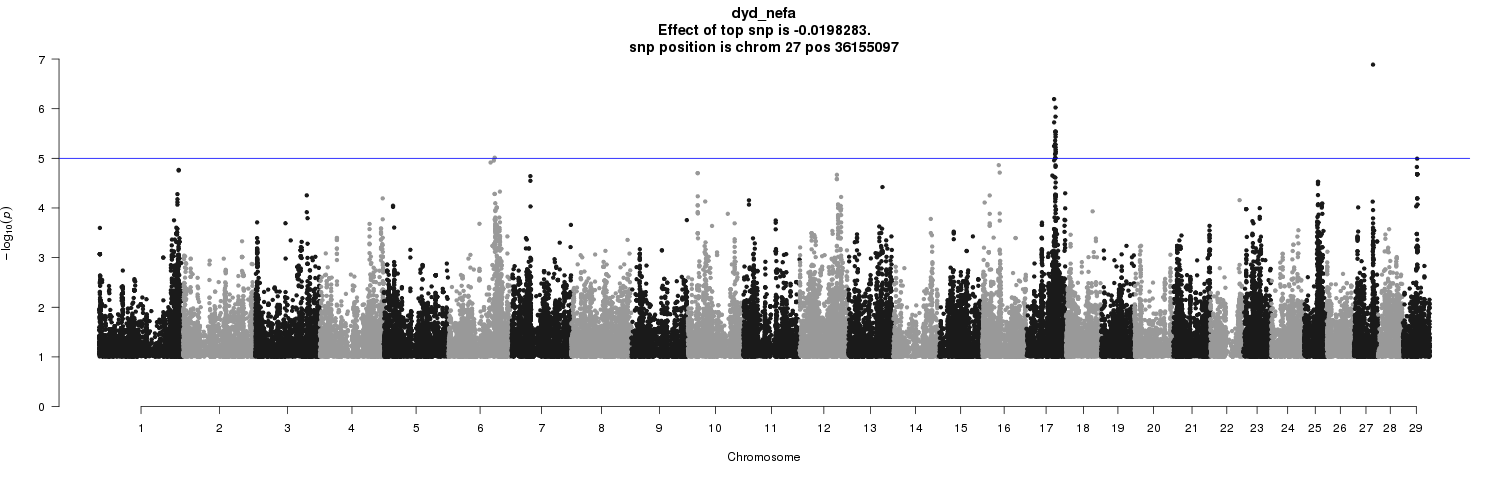 dyd_nefa
Effect of top snp is -0.0198283.
snp position is chrom 27 pos 36155097
7
6
5
4
3
2
1
0
−log10(p)
1 2 3 4 5 6 7 8 9 10 11 12 13 14 15 16 17 18 19 20 21 22 23 24 25 26 27 28 29
Chromosome